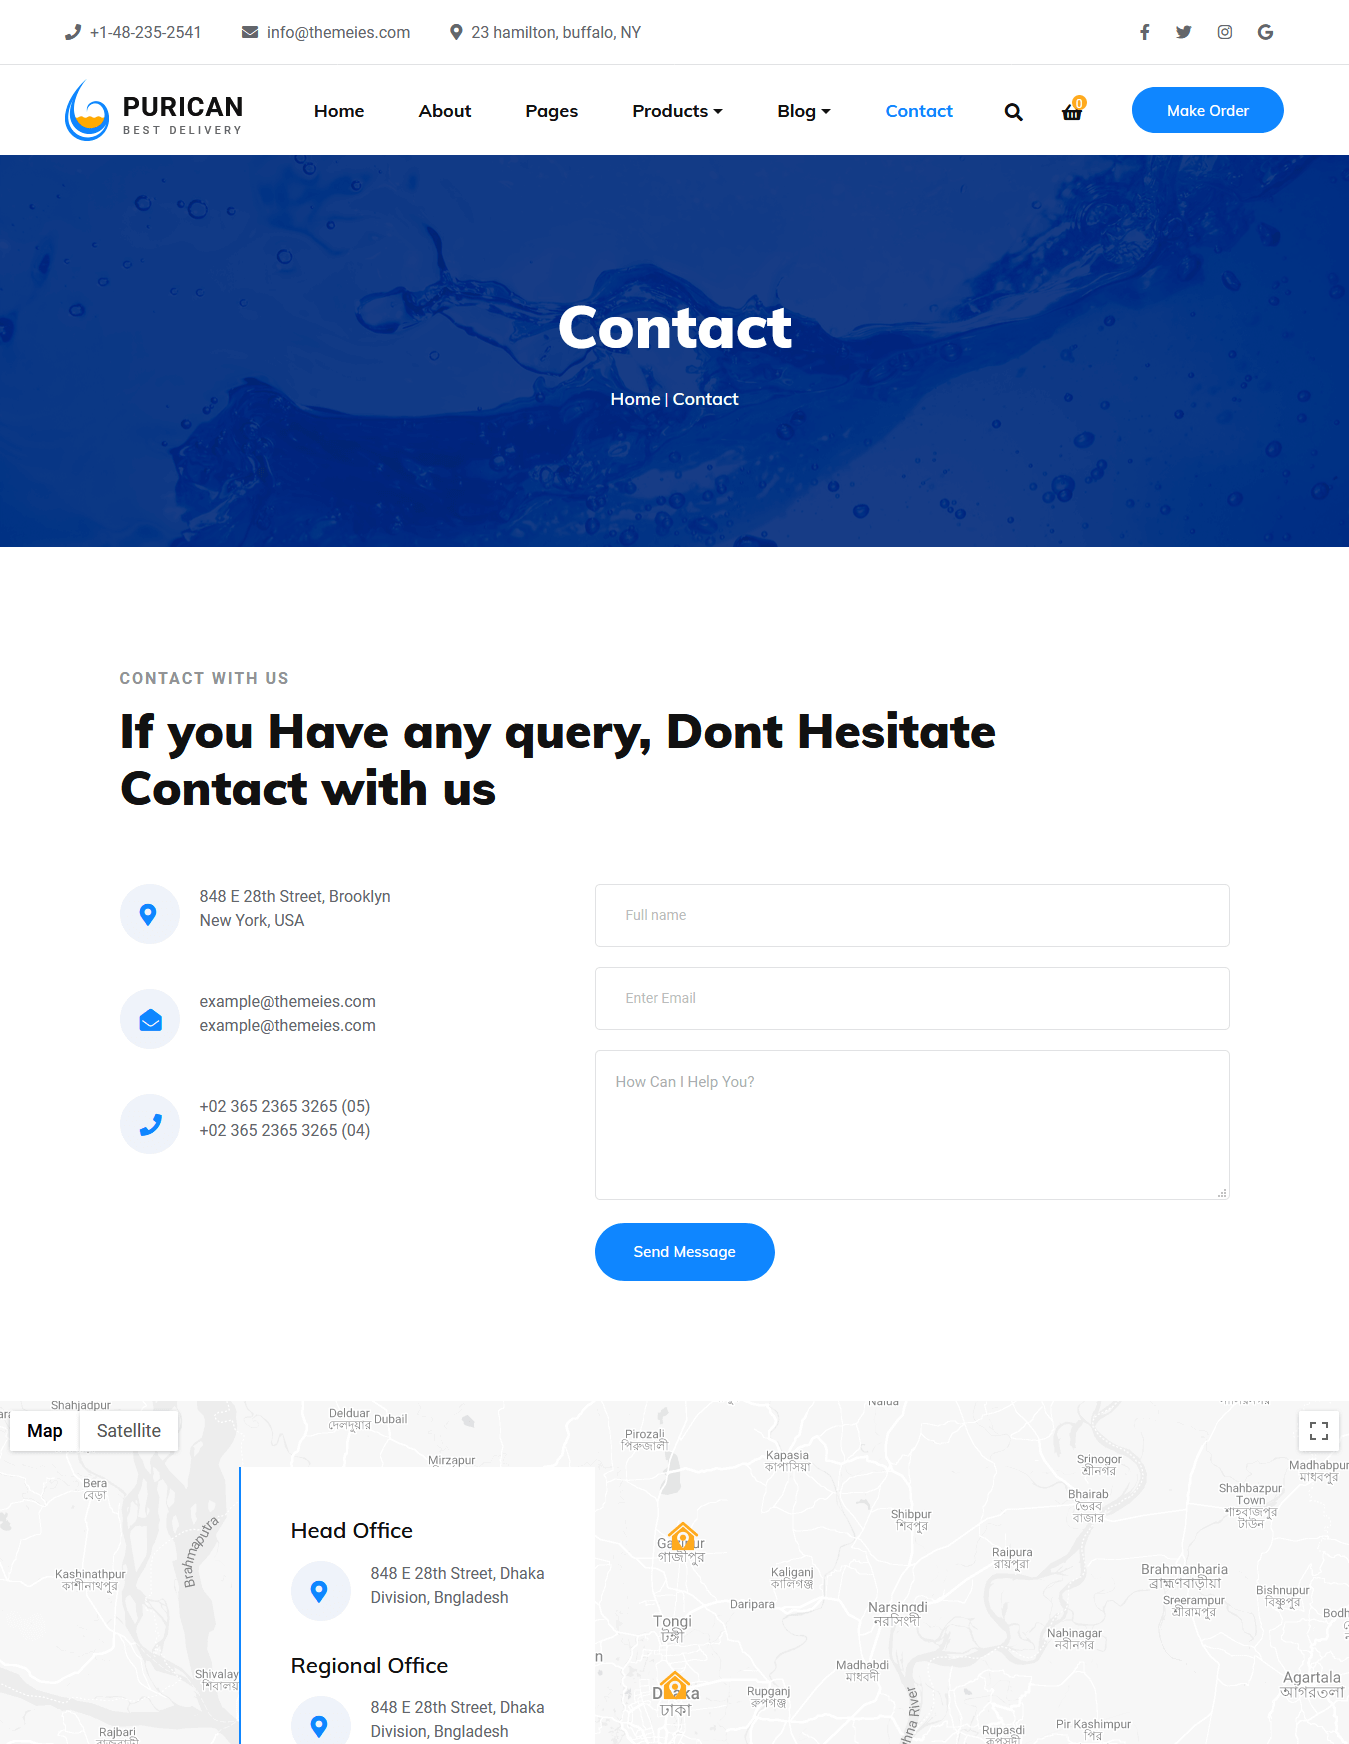 +1-48-235-2541
info@themeies.com
23 hamilton, buffalo, NY
PURICAN
BEST DELIVERY
Home
About
Pages
Products
Blog
Contact
0
Make Order
Contact
Home | Contact
CONTACT WITH US
If you Have any query, Dont Hesitate
Contact with us
848 E 28th Street, Brooklyn
New York, USA
example@themeies.com
example@themeies.com
+02 365 2365 3265 (05)
+02 365 2365 3265 (04)
Full name
Enter Email
How Can I Help You?
Send Message
Shahjadpur
Map
Satellite
Delduar
দেলদুয়ার
Dubail
Mirzapur
Pirozali
পিরুজালী
Kapasia
কাপাসিয়া
Srinogor
শ্রীনগর
Madhabpur
মাধবপুর
Bera
বেড়া
Bhairab
ভৈরব
বাজার
Shahbazpur
Town
শাহবাজপুর
টাউন
Shibpur
শিবপুর
Brahmaputra
Head Office
848 E 28th Street, Dhaka
Division, Bngladesh
গাজীপুর
Raipura
রায়পুরা
Kashinathpur
কাশীনাথপুর
Kaliganj
কালিগঞ্জ
Brahmanbaria
ব্রাহ্মণবাড়ীয়া
Bishnupur
বিষ্ণুপুর
Daripara
Narsingdi
নরসিংদী
Sreerampur
শ্রীরামপুর
Tongi
টঙ্গী
Nabinagar
নবীনগর
Regional Office
848 E 28th Street, Dhaka
Division, Bngladesh
Shivalay
শিবালয়
Madhabdi
মাধবদী
Agartala
আগরতলা
Rupganj
রুপগঞ্জ
ঢাকা
Rajbari
Rupasdi
Pir Kashimpur
পির